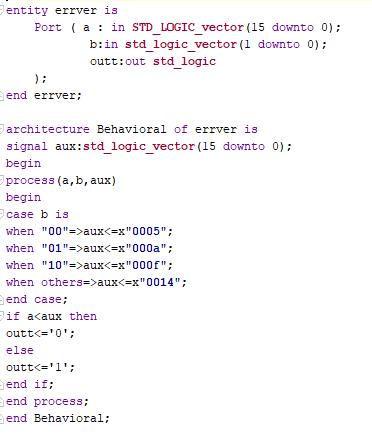 entity errver is
Port ( a : in STD_LOGIC_vector(15 downto 0);
b:in std_logic_vector(1 downto 0);
outt:out std_logic
);
end errver;
architecture Behavioral of errver is
signal aux:std_logic_vector(15 downto 0);
begin
process(a,b,aux)
begin
case b is
when "00"=>aux<=x"0005";
when "01"=>aux<=x"000a";
when "10"=>aux<=x"000f";
when others=>aux<=x"0014";
end case;
if a<aux then
outt<='0';
else
outt<='1';
end if;
end process;
end Behavioral;